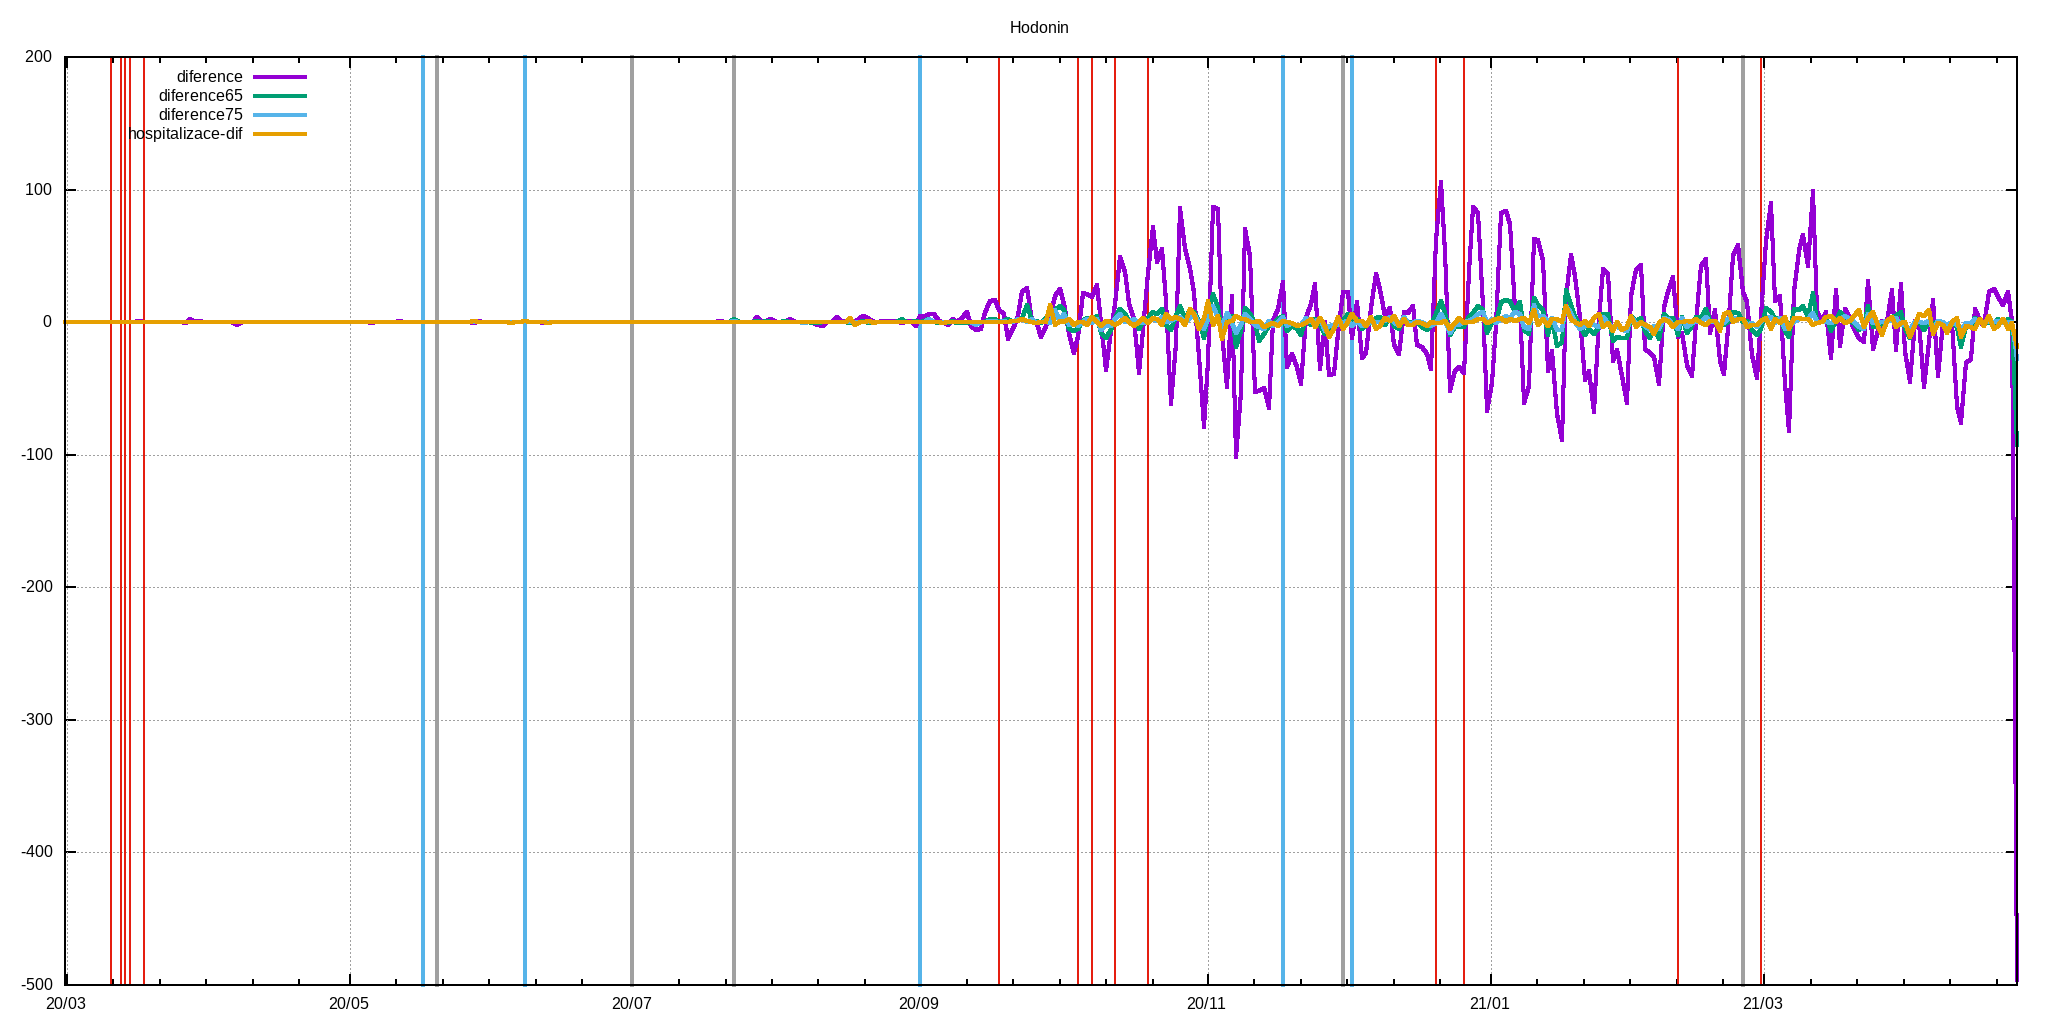 Hodonin
200
diference
diference65
diference75
hospitalizace-dif
100
0
-100
-200
-300
-400
-500
20/03 20/05 20/07 20/09 20/11 21/01 21/03